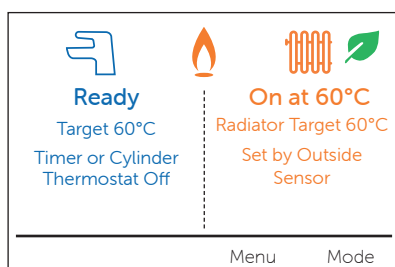 Ready
Target 60°C
Timer or Cylinder
Thermostat Off
On at 60°C
Radiator Target 60°C
Set by Outside
Sensor
Menu
Mode